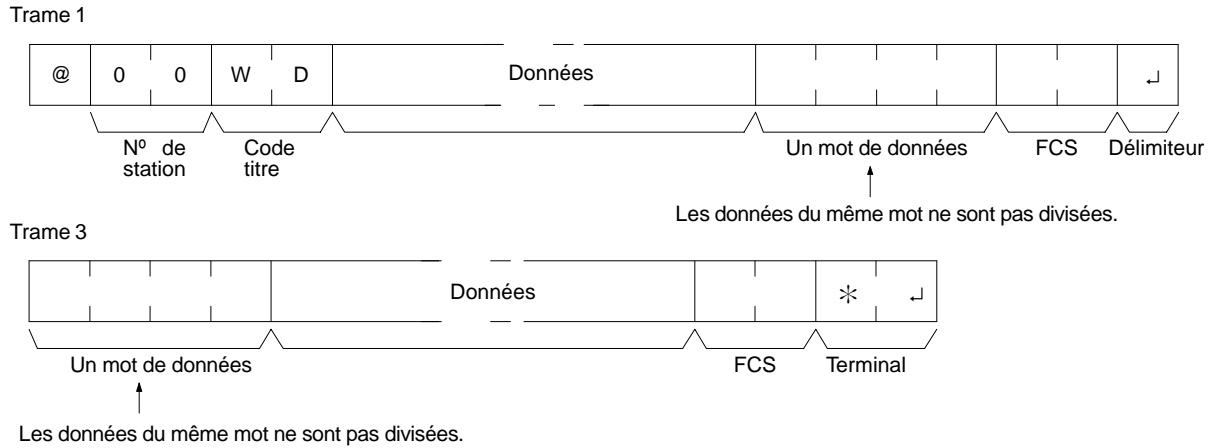 Trame 1
@ 0 0 W D Données ↵
Nº de station Code titre Un mot de données FCS Délimiteur
Les données du même mot ne sont pas divisées.
Trame 3
Données * ↵
Un mot de données FCS Terminal
Les données du même mot ne sont pas divisées.